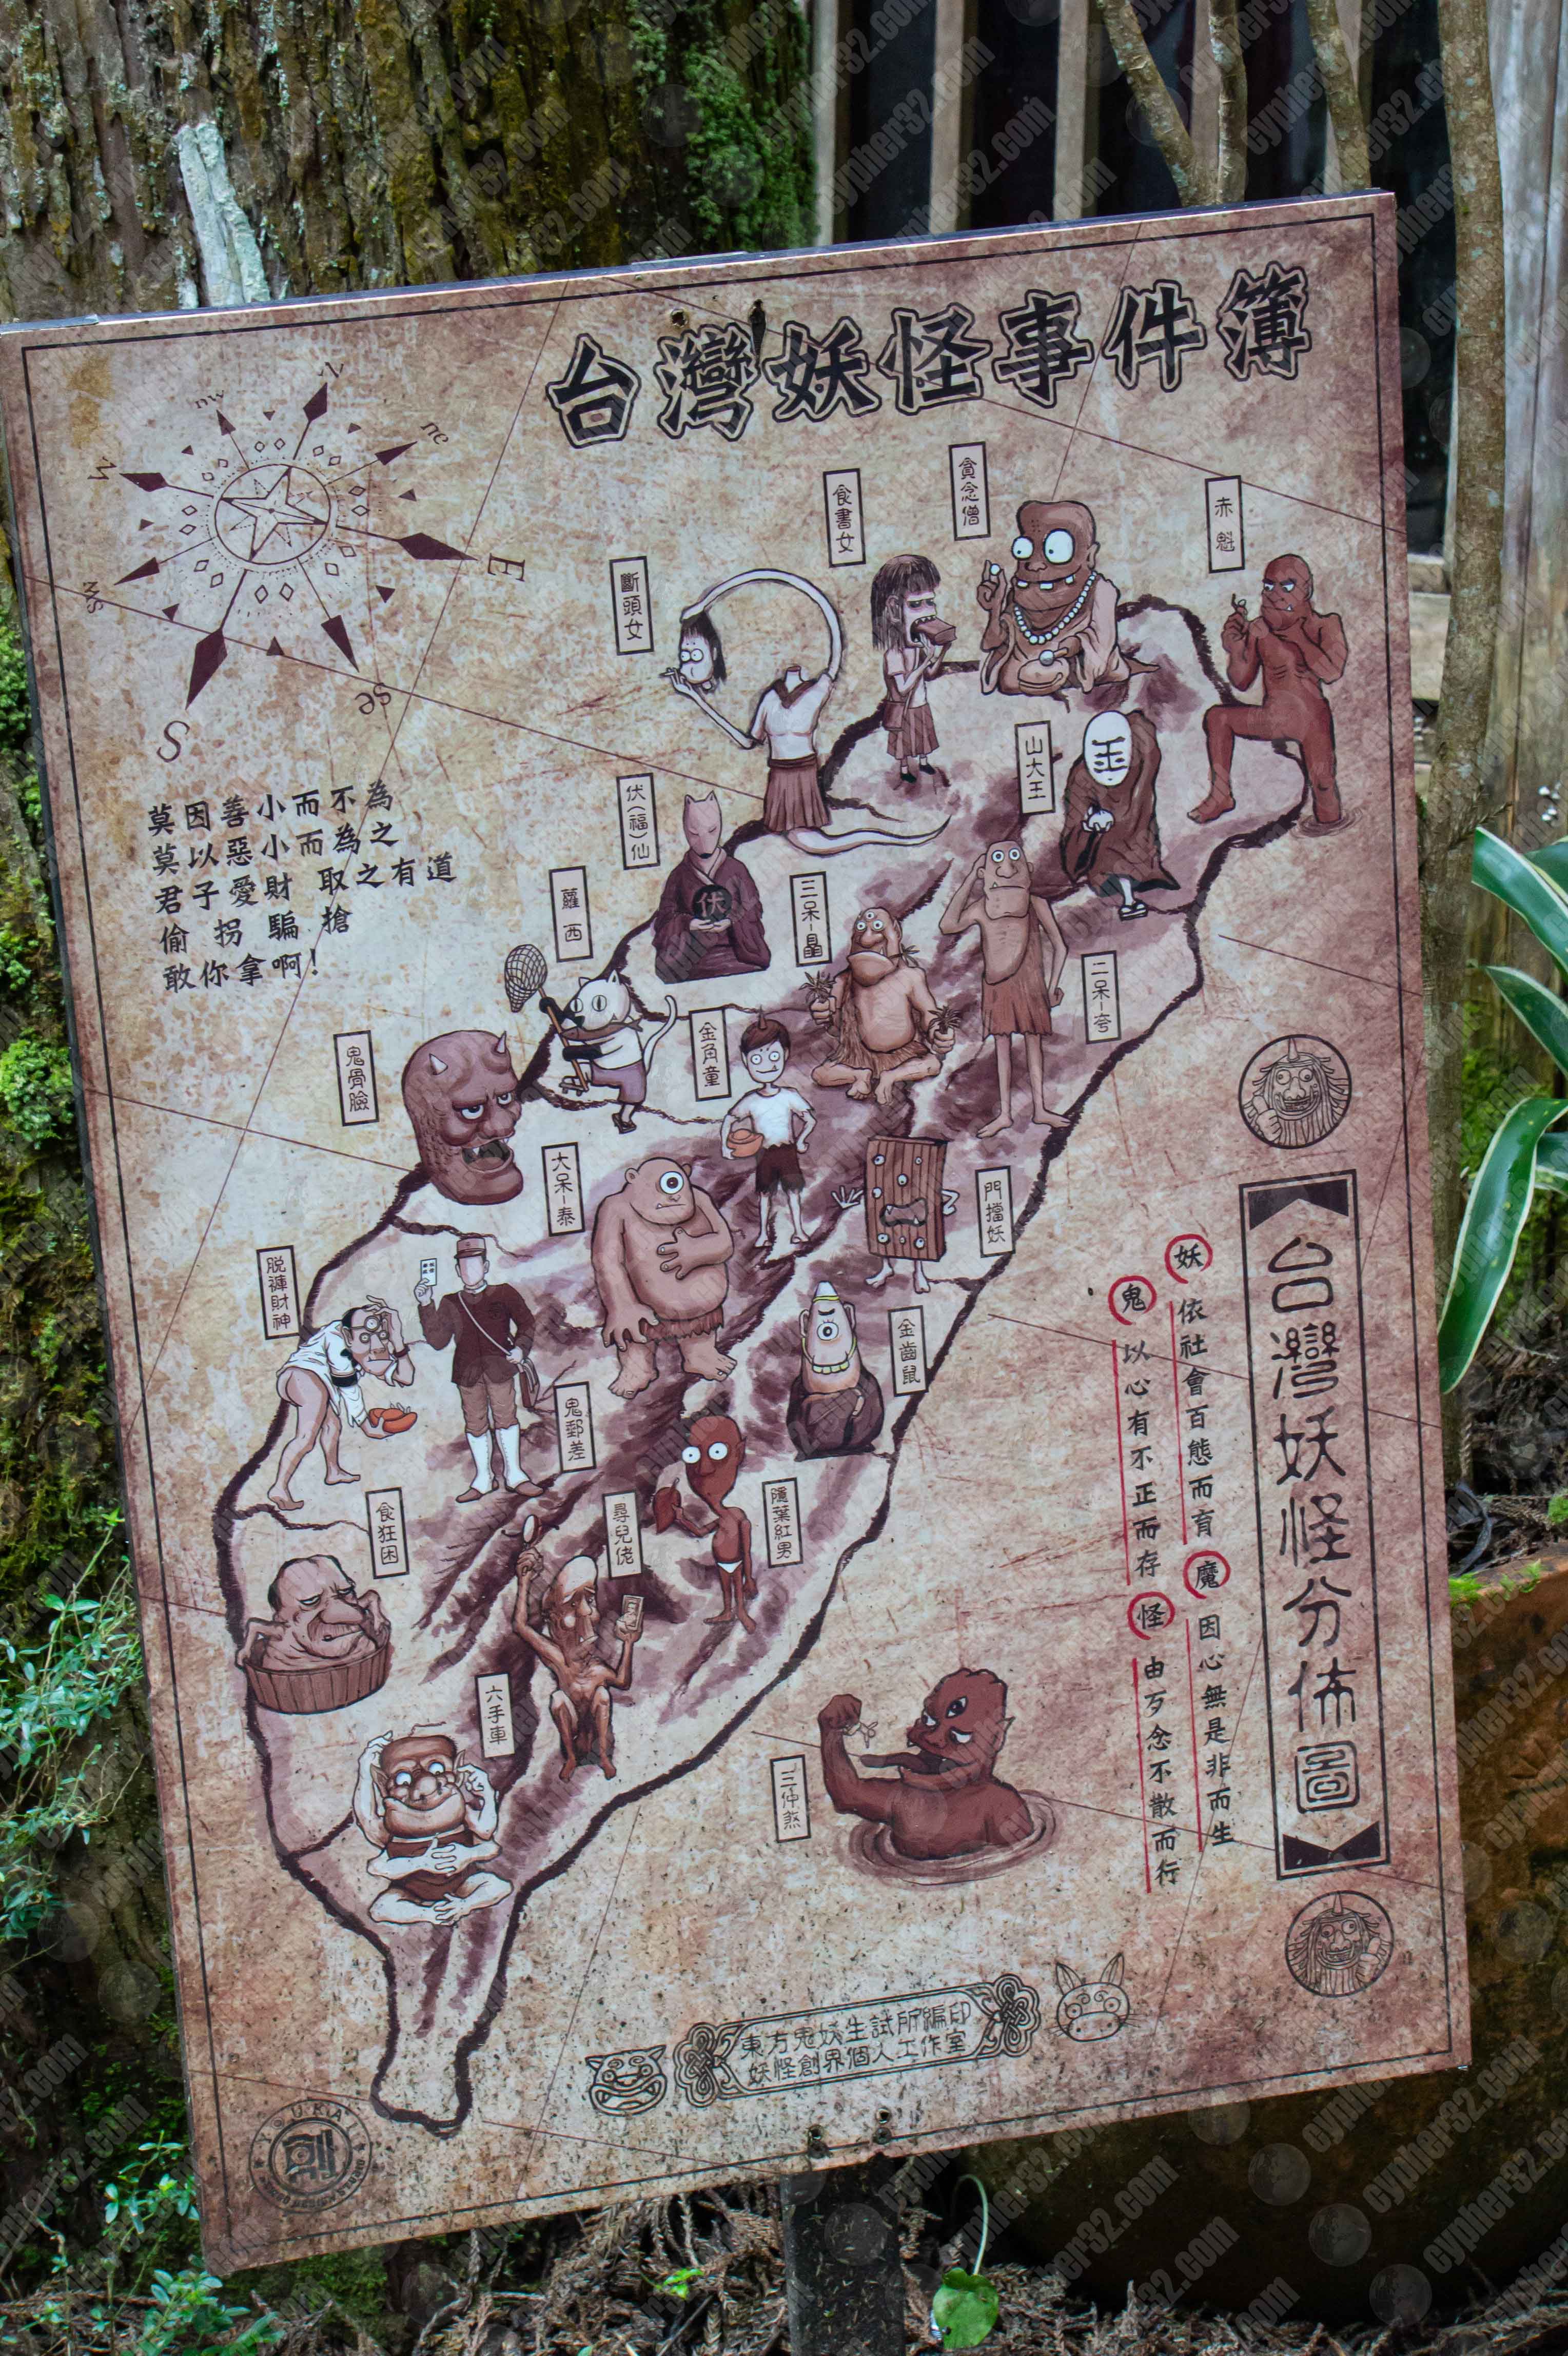 台灣妖怪事件簿
N
ne
E
se
S
sw
nw
莫因善小而不為
莫以惡小而為之
君子愛財 取之有道
偷拐騙搶
敢你拿啊!
赤魁
貪念僧
食書女
斷頭女
山大王
伏(福)仙
三呆-晶
蘿西
二呆-夸
金角童
鬼骨臉
大呆-泰
門擋妖
脫褲財神
金齒鼠
鬼郵差
隱葉紅男
尋兒佬
食狂困
六手車
三仲煞
台灣妖怪分佈圖
妖 依社會百態而育 魔 因心無是非而生
鬼 以心有不正而存 怪 由歹念不散而行
東方鬼妖生試所編印
妖怪創界個人工作室
YOUKAI
cypher32.com